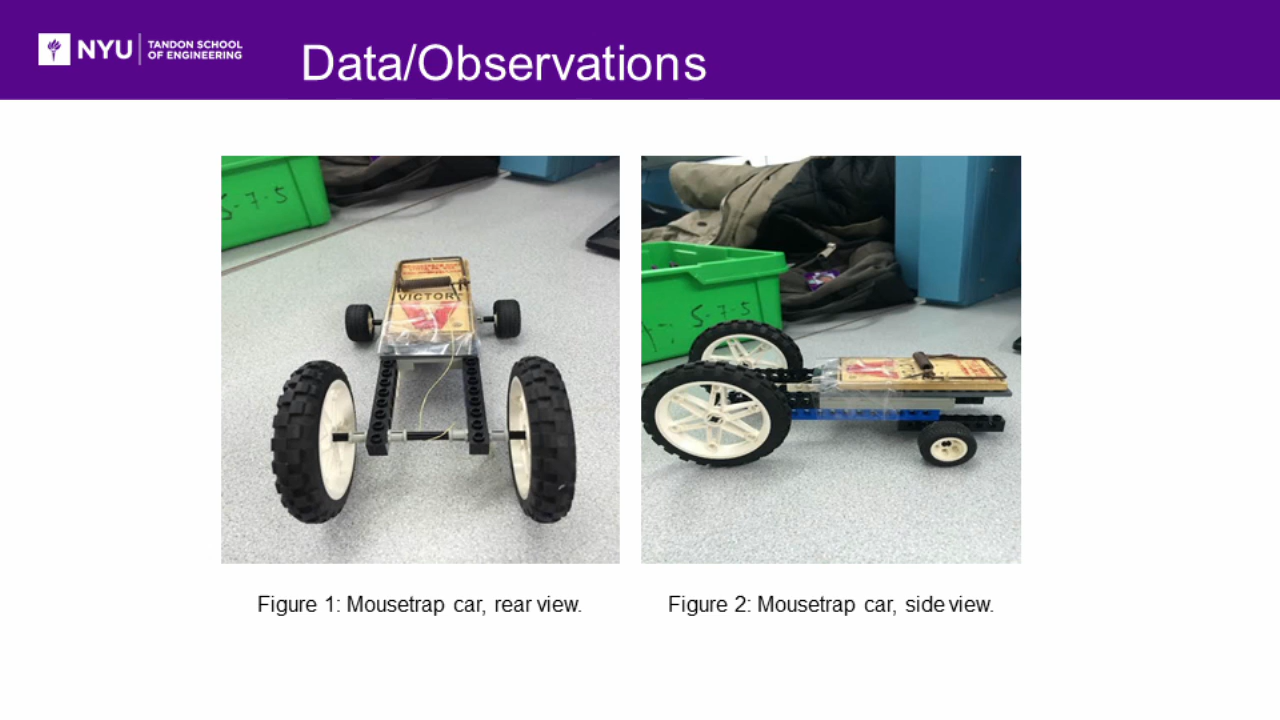 NYU
TANDON SCHOOL
OF ENGINEERING
Data/Observations
S-7-5
VICTOR
S-7-5
Figure 1: Mousetrap car, rear view.
Figure 2: Mousetrap car, side view.